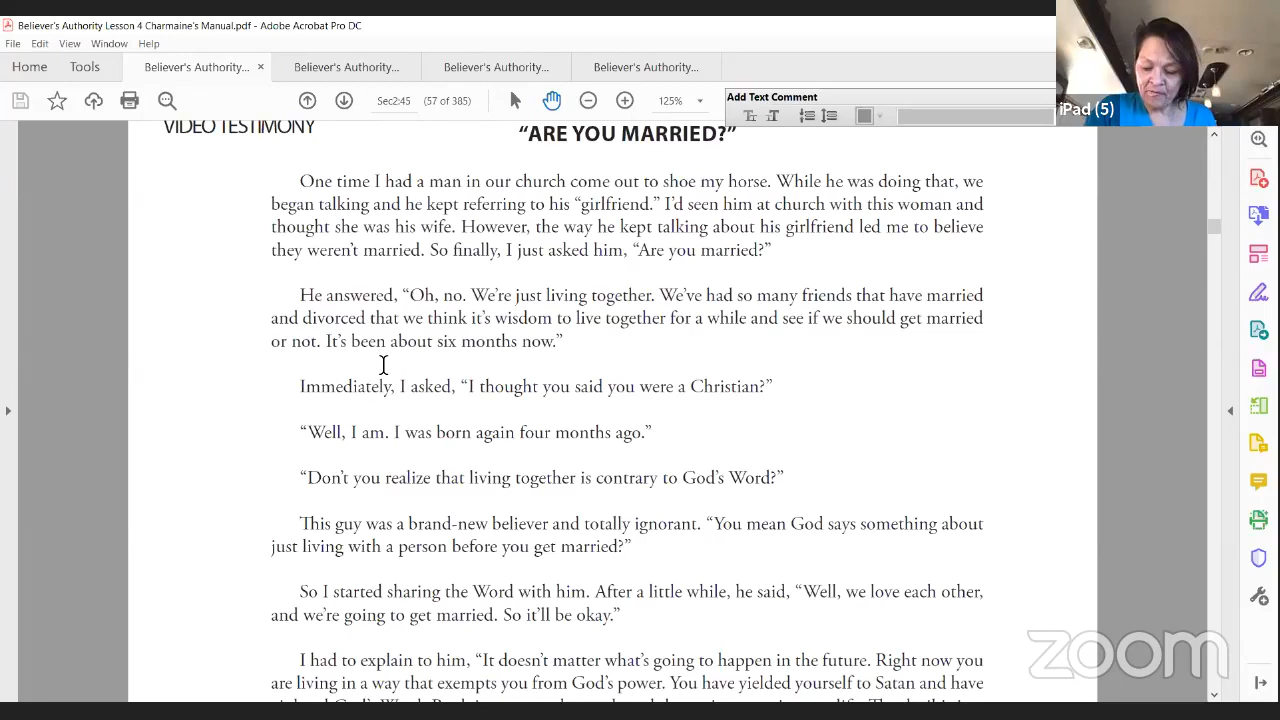 Believer's Authority Lesson 4 Charmaine's Manual.pdf - Adobe Acrobat Pro DC
File Edit View Window Help
Home Tools Believer's Authority... × Believer's Authority... Believer's Authority... Believer's Authority...
Sec2:45 (57 of 385) 125%
Add Text Comment
iPad (5)
VIDEO TESTIMONY
“ARE YOU MARRIED?”
One time I had a man in our church come out to shoe my horse. While he was doing that, we
began talking and he kept referring to his “girlfriend.” I’d seen him at church with this woman and
thought she was his wife. However, the way he kept talking about his girlfriend led me to believe
they weren’t married. So finally, I just asked him, “Are you married?”
He answered, “Oh, no. We’re just living together. We’ve had so many friends that have married
and divorced that we think it’s wisdom to live together for a while and see if we should get married
or not. It’s been about six months now.”
Immediately, I asked, “I thought you said you were a Christian?”
“Well, I am. I was born again four months ago.”
“Don’t you realize that living together is contrary to God’s Word?”
This guy was a brand-new believer and totally ignorant. “You mean God says something about
just living with a person before you get married?”
So I started sharing the Word with him. After a little while, he said, “Well, we love each other,
and we’re going to get married. So it’ll be okay.”
I had to explain to him, “It doesn’t matter what’s going to happen in the future. Right now you
are living in a way that exempts you from God’s power. You have yielded yourself to Satan and have
zoom